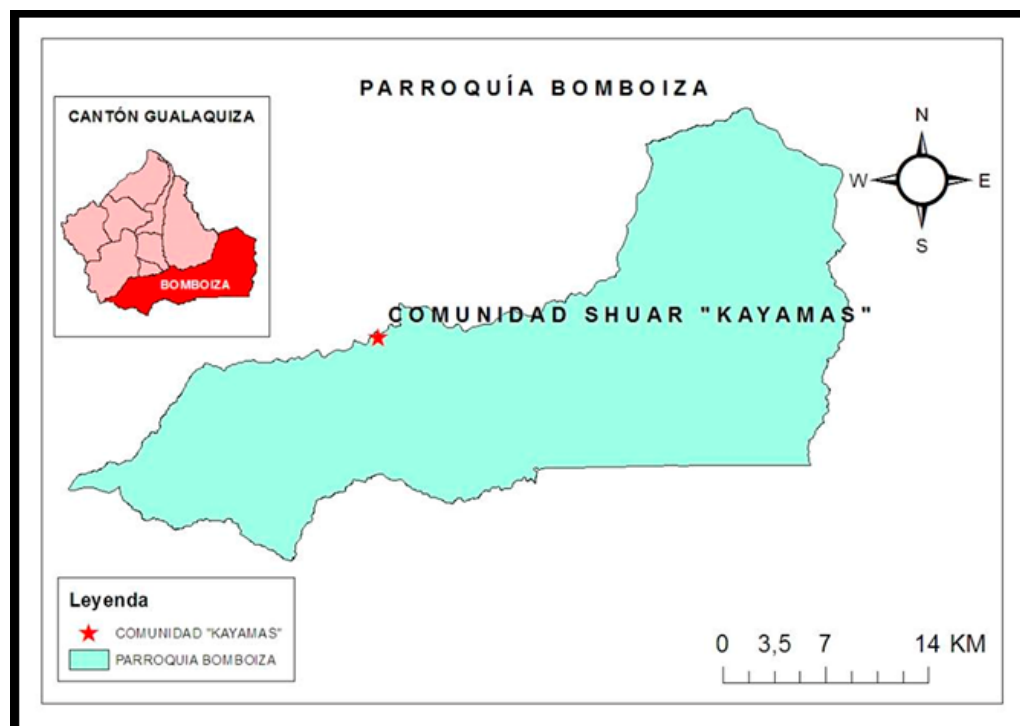 PARROQUÍA BOMBOIZA
CANTÓN GUALAQUIZA
BOMBOIZA
N
W
E
S
COMUNIDAD SHUAR "KAYAMAS"
Leyenda
COMUNIDAD "KAYAMAS"
PARROQUIA BOMBOIZA
0 3,5 7 14 KM